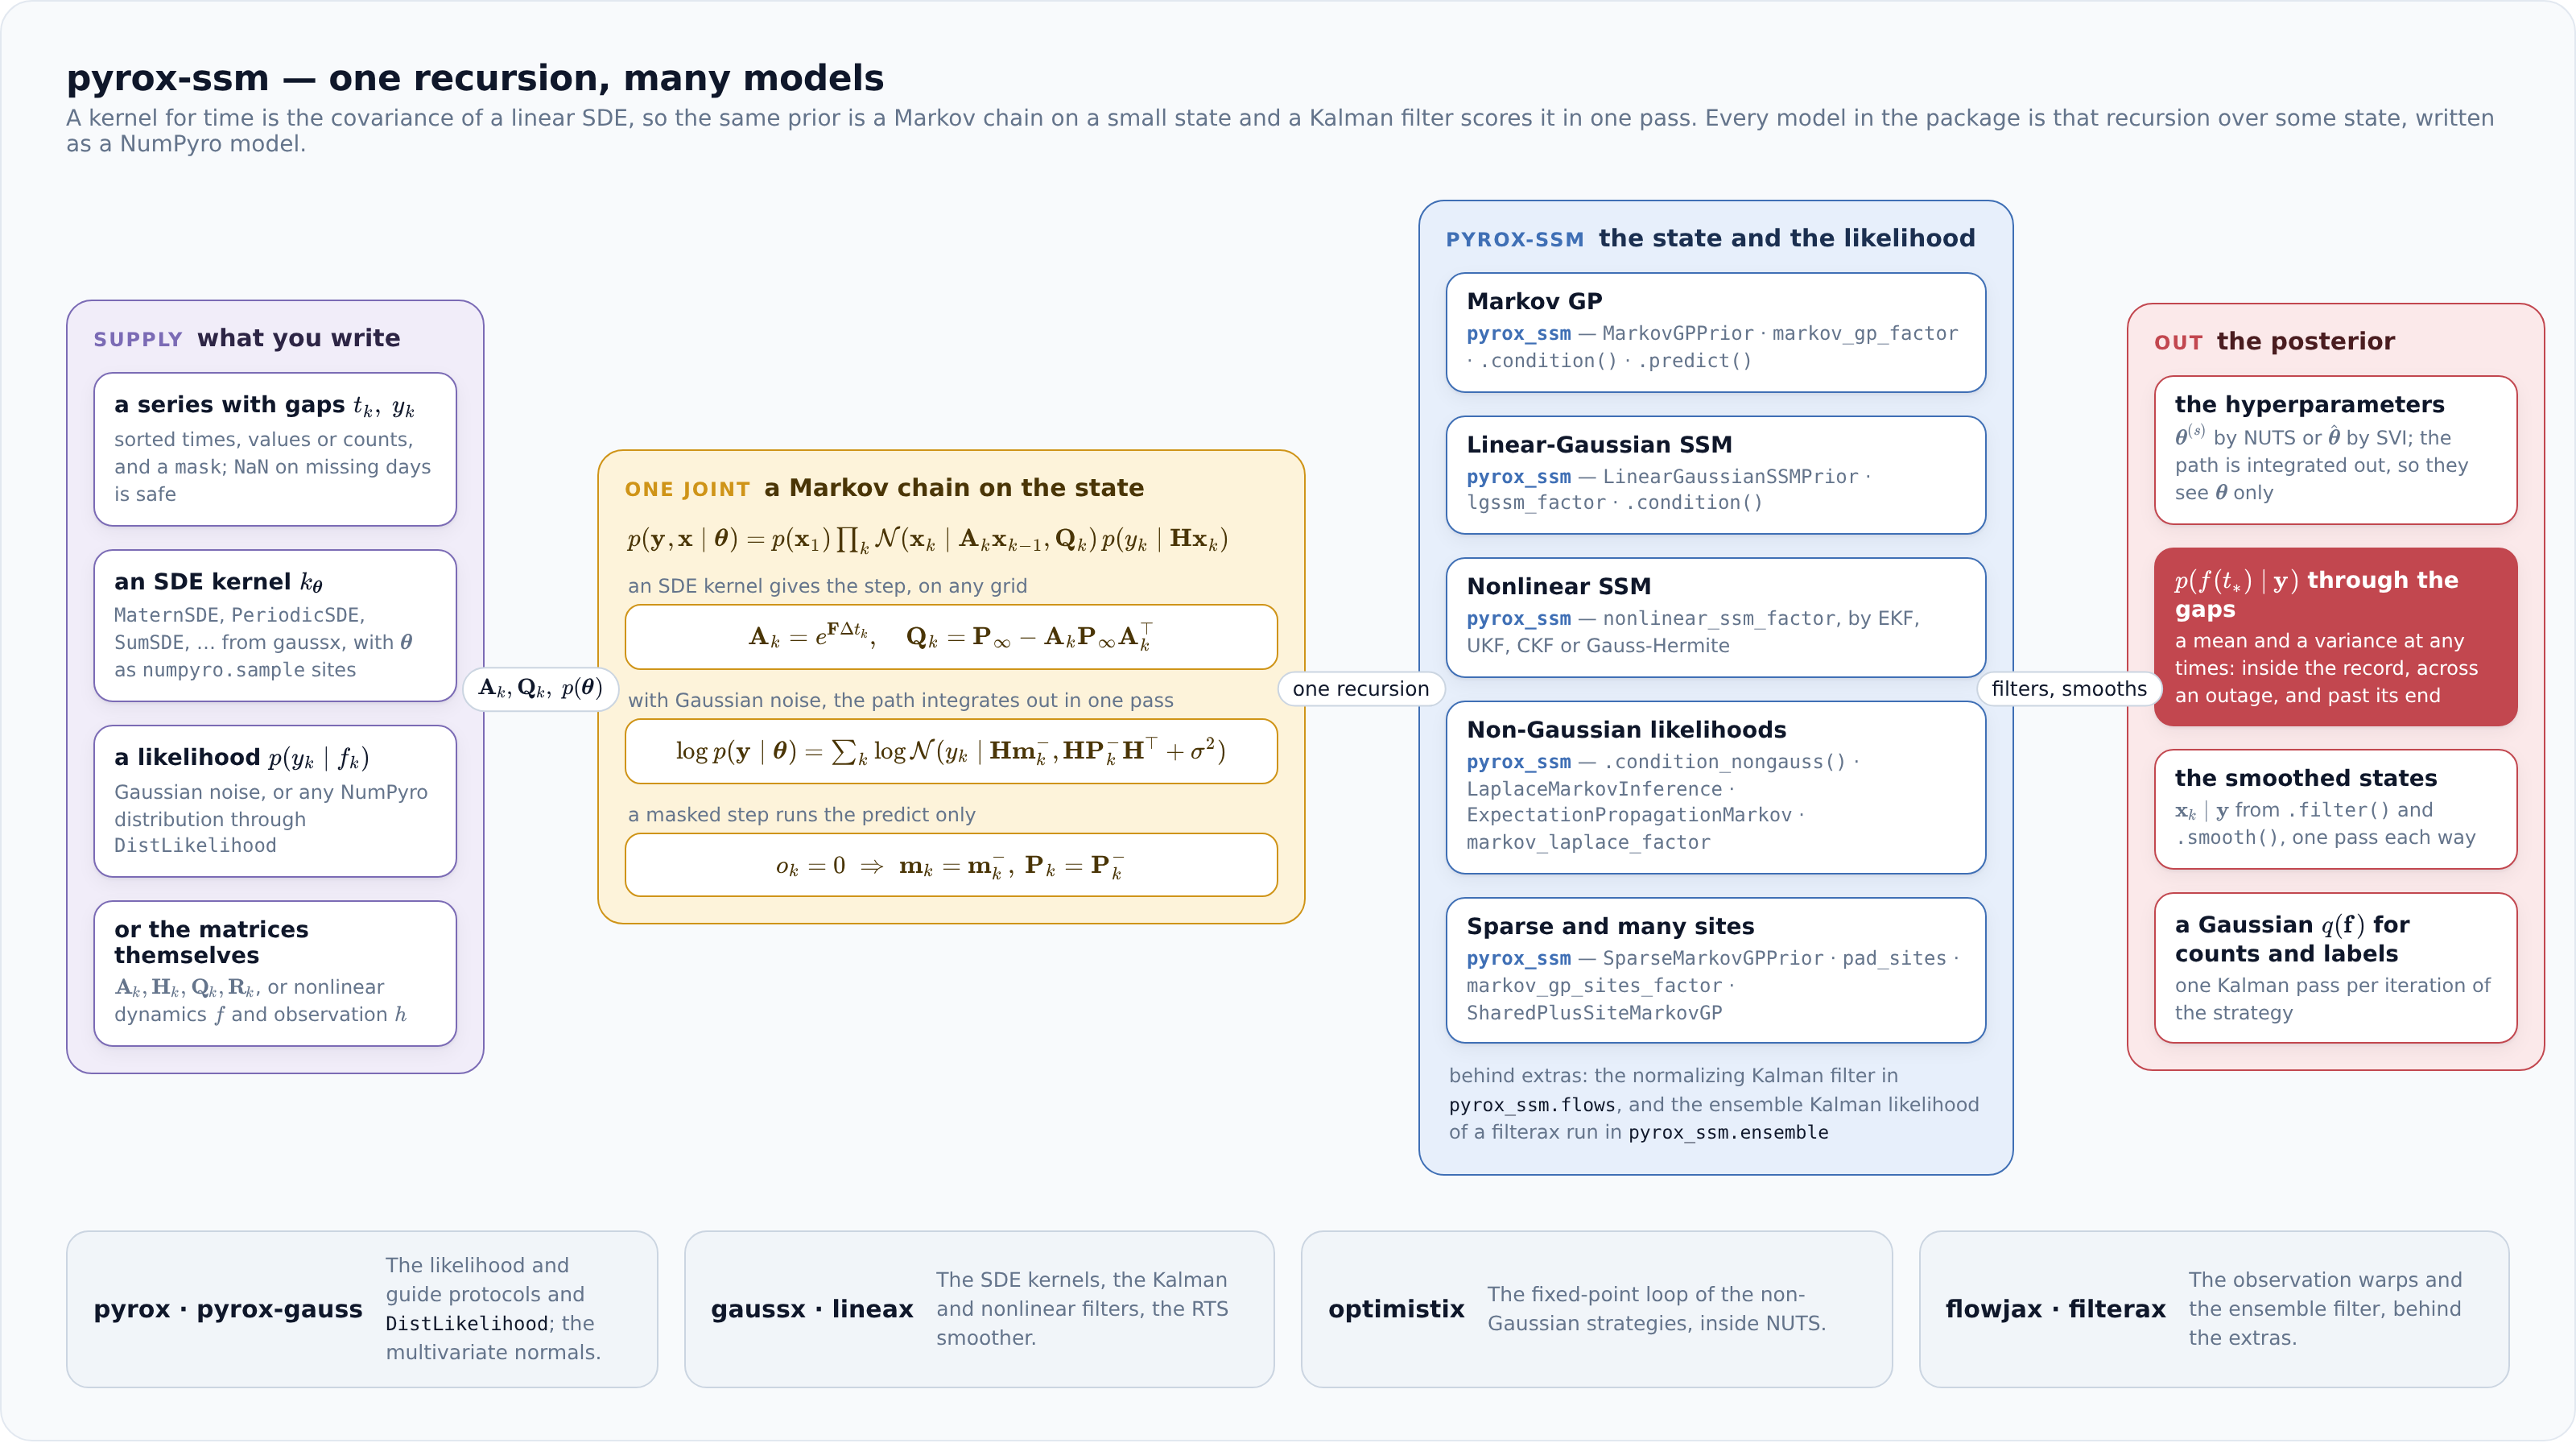 pyrox-ssm — one recursion, many models
A kernel for time is the covariance of a linear SDE, so the same prior is a Markov chain on a small state and a Kalman filter scores it in one pass. Every model in the package is that recursion over some state, written
as a NumPyro model.
SUPPLY what you write
a series with gaps t_k, y_k
sorted times, values or counts,
and a mask; NaN on missing days
is safe
an SDE kernel k_θ
MaternSDE, PeriodicSDE,
SumSDE, … from gaussx, with θ
as numpyro.sample sites
a likelihood p(y_k | f_k)
Gaussian noise, or any NumPyro
distribution through
DistLikelihood
or the matrices
themselves
A_k, H_k, Q_k, R_k, or nonlinear
dynamics f and observation h
A_k, Q_k, p(θ)
ONE JOINT a Markov chain on the state
p(y, x | θ) = p(x_1) ∏_k 𝒩(x_k | A_k x_{k−1}, Q_k) p(y_k | Hx_k)
an SDE kernel gives the step, on any grid
A_k = e^{FΔt_k}, Q_k = P_∞ − A_k P_∞ A_k^⊤
with Gaussian noise, the path integrates out in one pass
log p(y | θ) = ∑_k log 𝒩(y_k | Hm_k^−, HP_k^− H^⊤ + σ²)
a masked step runs the predict only
o_k = 0 ⇒ m_k = m_k^−, P_k = P_k^−
one recursion
PYROX-SSM the state and the likelihood
Markov GP
pyrox_ssm — MarkovGPPrior · markov_gp_factor
· .condition() · .predict()
Linear-Gaussian SSM
pyrox_ssm — LinearGaussianSSMPrior ·
lgssm_factor · .condition()
Nonlinear SSM
pyrox_ssm — nonlinear_ssm_factor, by EKF,
UKF, CKF or Gauss-Hermite
Non-Gaussian likelihoods
pyrox_ssm — .condition_nongauss() ·
LaplaceMarkovInference ·
ExpectationPropagationMarkov ·
markov_laplace_factor
Sparse and many sites
pyrox_ssm — SparseMarkovGPPrior · pad_sites ·
markov_gp_sites_factor ·
SharedPlusSiteMarkovGP
behind extras: the normalizing Kalman filter in
pyrox_ssm.flows, and the ensemble Kalman likelihood
of a filterax run in pyrox_ssm.ensemble
filters, smooths
OUT the posterior
the hyperparameters
θ^(s) by NUTS or θ̂ by SVI; the
path is integrated out, so they
see θ only
p(f(t_*) | y) through the
gaps
a mean and a variance at any
times: inside the record, across
an outage, and past its end
the smoothed states
x_k | y from .filter() and
.smooth(), one pass each way
a Gaussian q(f) for
counts and labels
one Kalman pass per iteration of
the strategy
pyrox · pyrox-gauss
The likelihood and
guide protocols and
DistLikelihood; the
multivariate normals.
gaussx · lineax
The SDE kernels, the Kalman
and nonlinear filters, the RTS
smoother.
optimistix
The fixed-point loop of the non-
Gaussian strategies, inside NUTS.
flowjax · filterax
The observation warps and
the ensemble filter, behind
the extras.